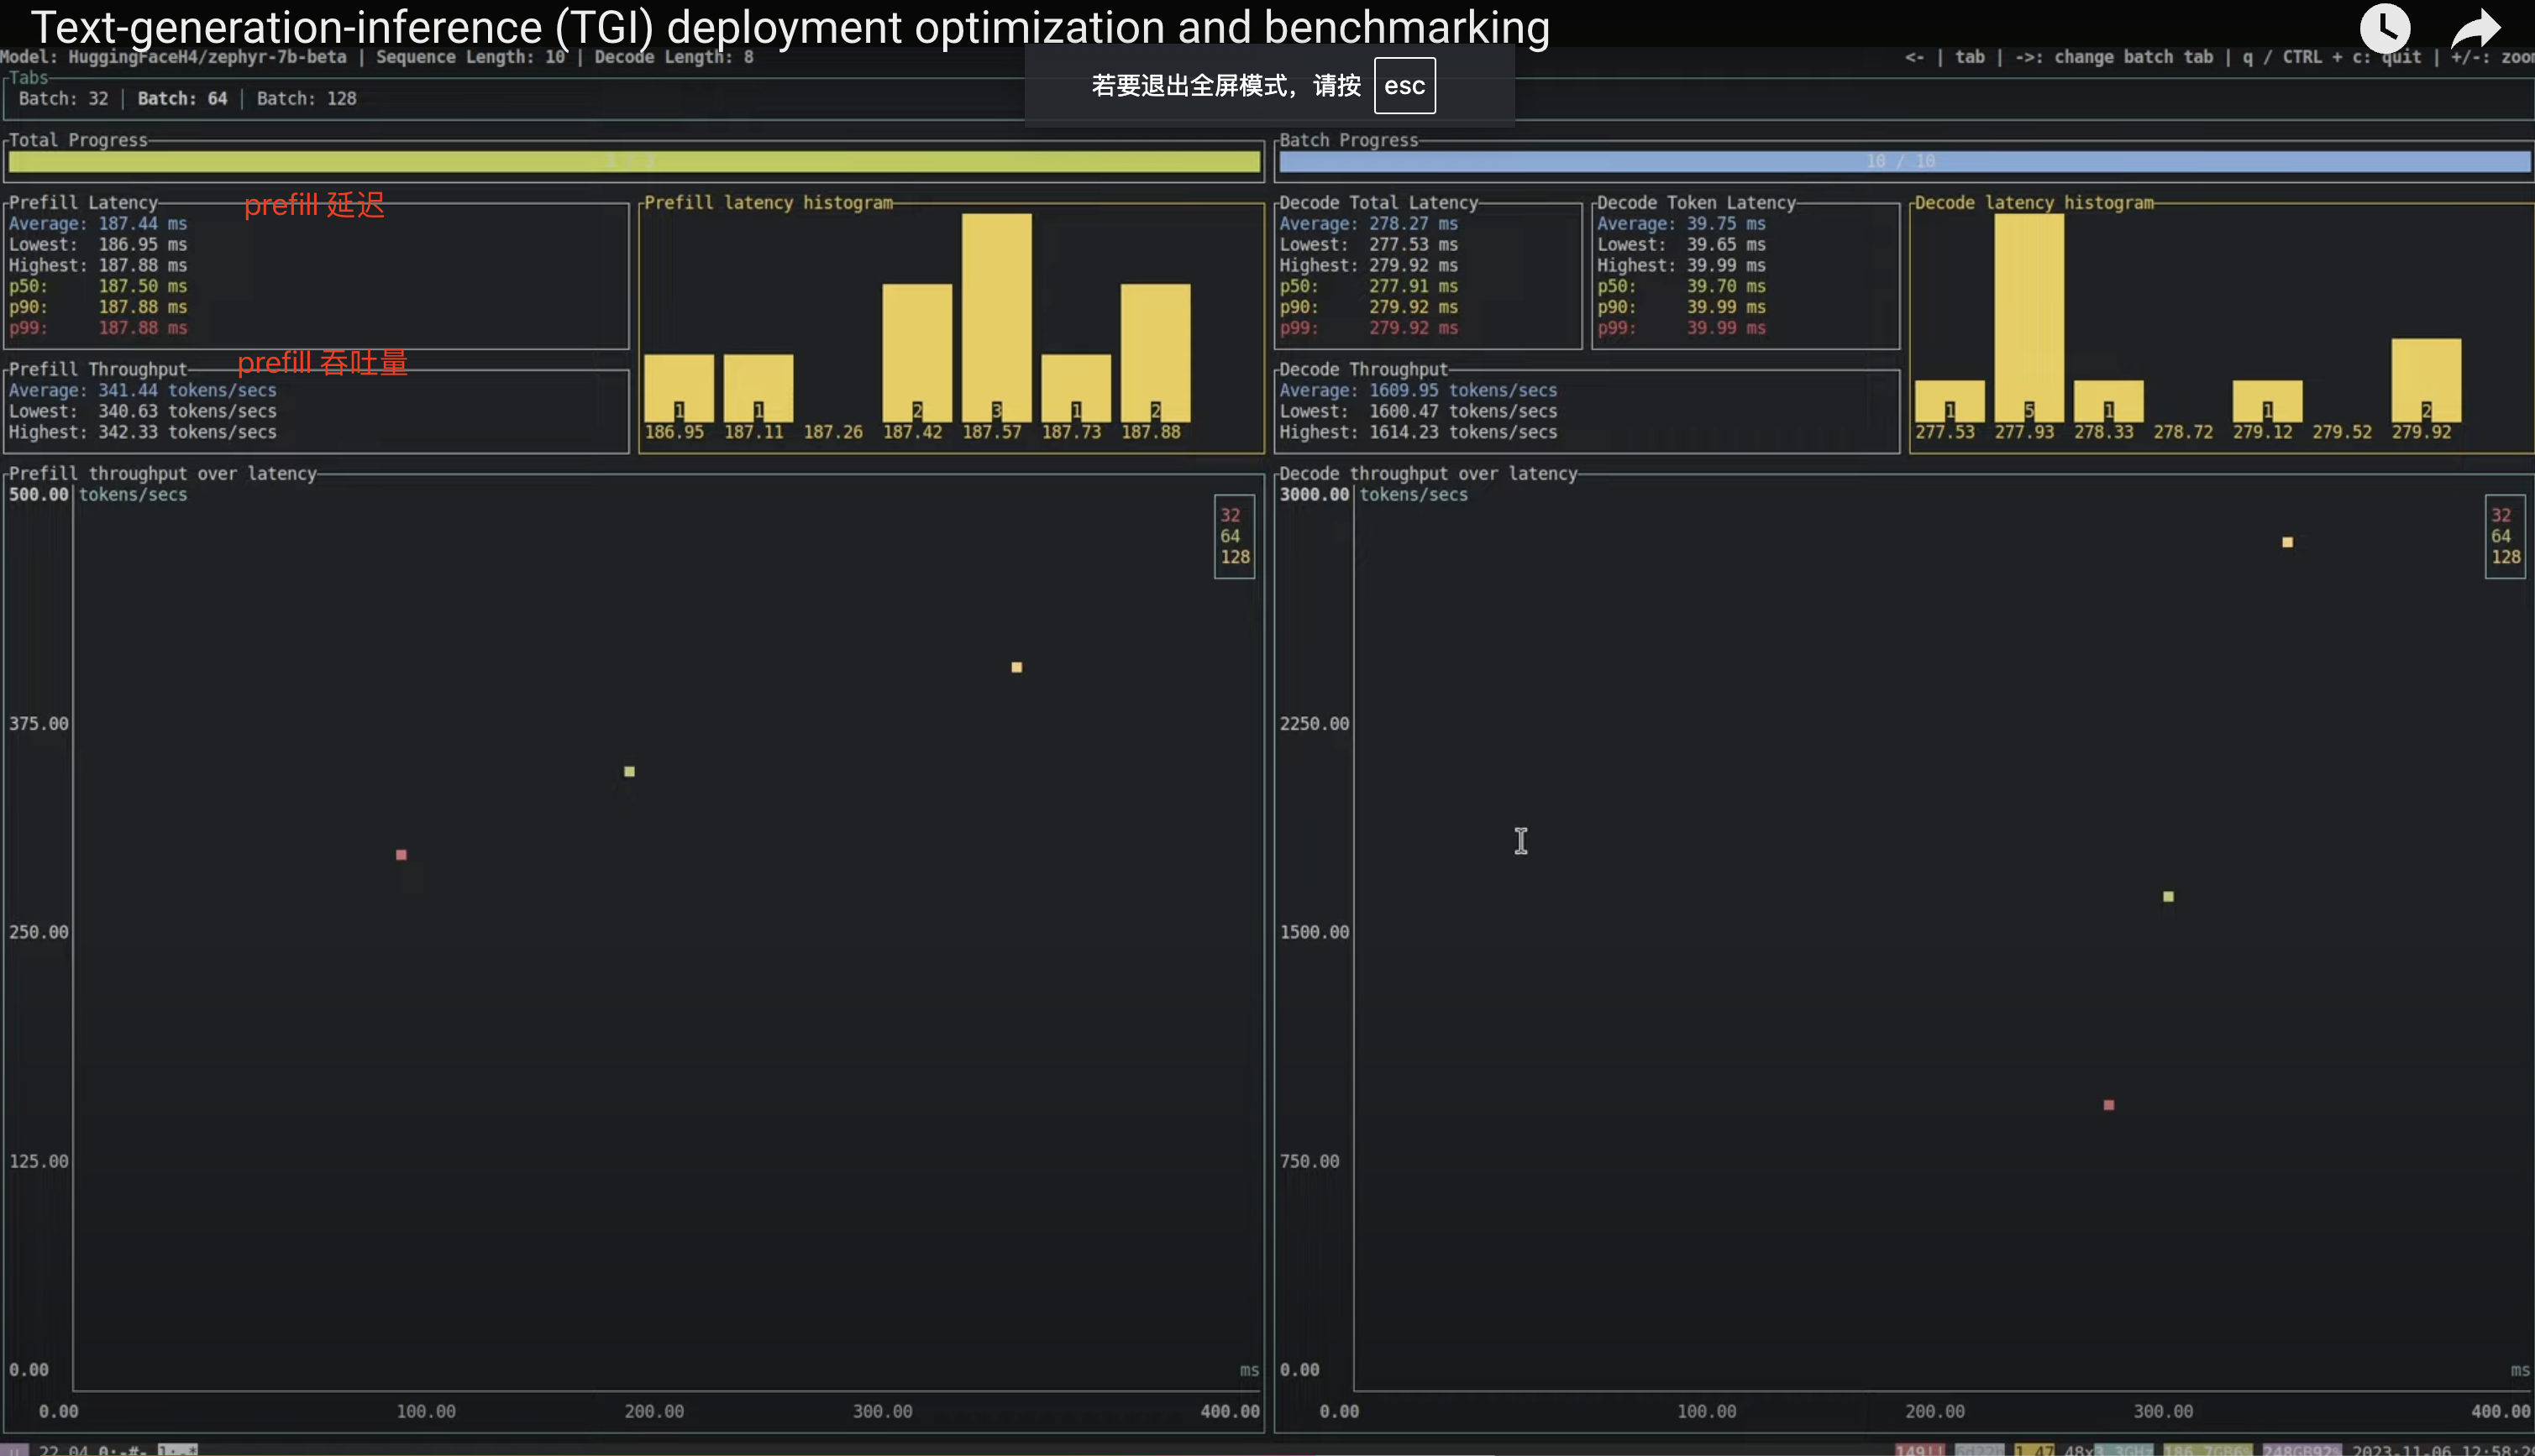 Text-generation-inference (TGI) deployment optimization and benchmarking
Model: HuggingFaceH4/zephyr-7b-beta | Sequence Length: 10 | Decode Length: 8
<- | tab | ->: change batch tab | q / CTRL + c: quit | +/-: zoom
若要退出全屏模式，请按 esc
Tabs
Batch: 32 | Batch: 64 | Batch: 128
Total Progress
Batch Progress
10 / 10
Prefill Latency
prefill 延迟
Average: 187.44 ms
Lowest: 186.95 ms
Highest: 187.88 ms
p50: 187.50 ms
p90: 187.88 ms
p99: 187.88 ms
Prefill Throughput
prefill 吞吐量
Average: 341.44 tokens/secs
Lowest: 340.63 tokens/secs
Highest: 342.33 tokens/secs
Prefill latency histogram
1 1 2 3 1 2
186.95 187.11 187.26 187.42 187.57 187.73 187.88
Decode Total Latency
Average: 278.27 ms
Lowest: 277.53 ms
Highest: 279.92 ms
p50: 277.91 ms
p90: 279.92 ms
p99: 279.92 ms
Decode Token Latency
Average: 39.75 ms
Lowest: 39.65 ms
Highest: 39.99 ms
p50: 39.70 ms
p90: 39.99 ms
p99: 39.99 ms
Decode Throughput
Average: 1609.95 tokens/secs
Lowest: 1600.47 tokens/secs
Highest: 1614.23 tokens/secs
Decode latency histogram
1 5 1 1 2
277.53 277.93 278.33 278.72 279.12 279.52 279.92
Prefill throughput over latency
500.00 tokens/secs
32
64
128
375.00
250.00
125.00
0.00
ms
0.00 100.00 200.00 300.00 400.00
Decode throughput over latency
3000.00 tokens/secs
32
64
128
2250.00
1500.00
750.00
0.00
ms
0.00 100.00 200.00 300.00 400.00
22.04 0:-#- 1:-*
149!! 1.47 48x3.3GHz 186.7GB6% 248GB92% 2023-11-06 12:58:2